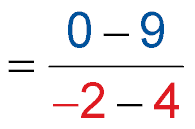 = (0 – 9) / (–2 – 4)